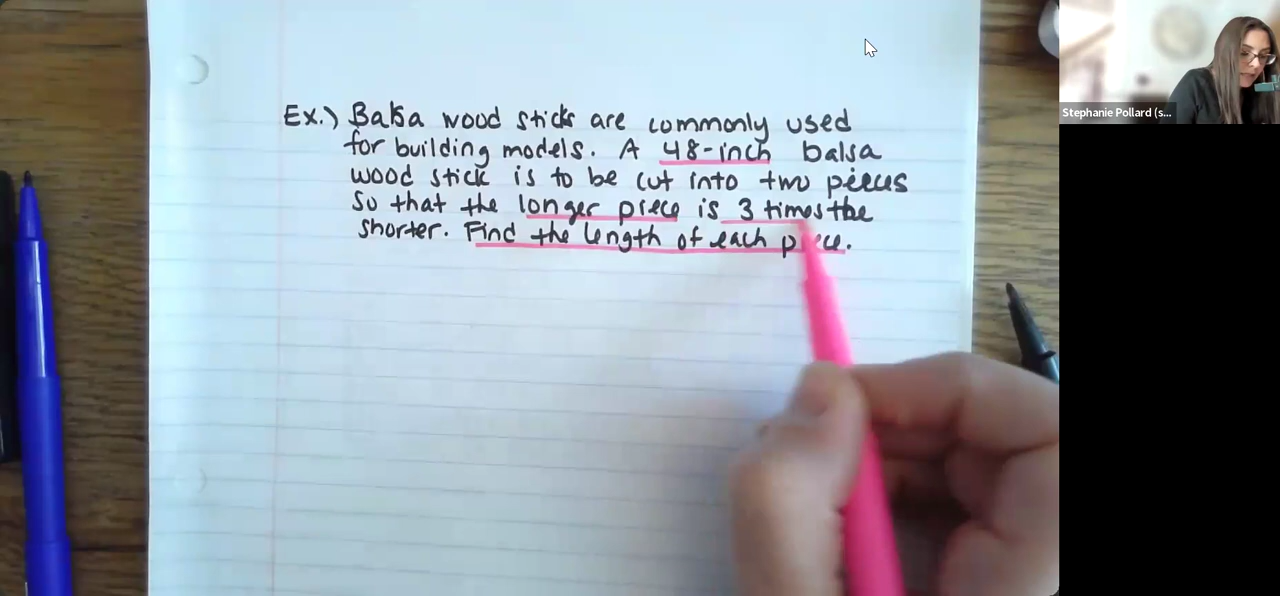 Ex.) Balsa wood sticks are commonly used
for building models. A 48-inch balsa
wood stick is to be cut into two pieces
so that the longer piece is 3 times the
shorter. Find the length of each piece.
Stephanie Pollard (s...